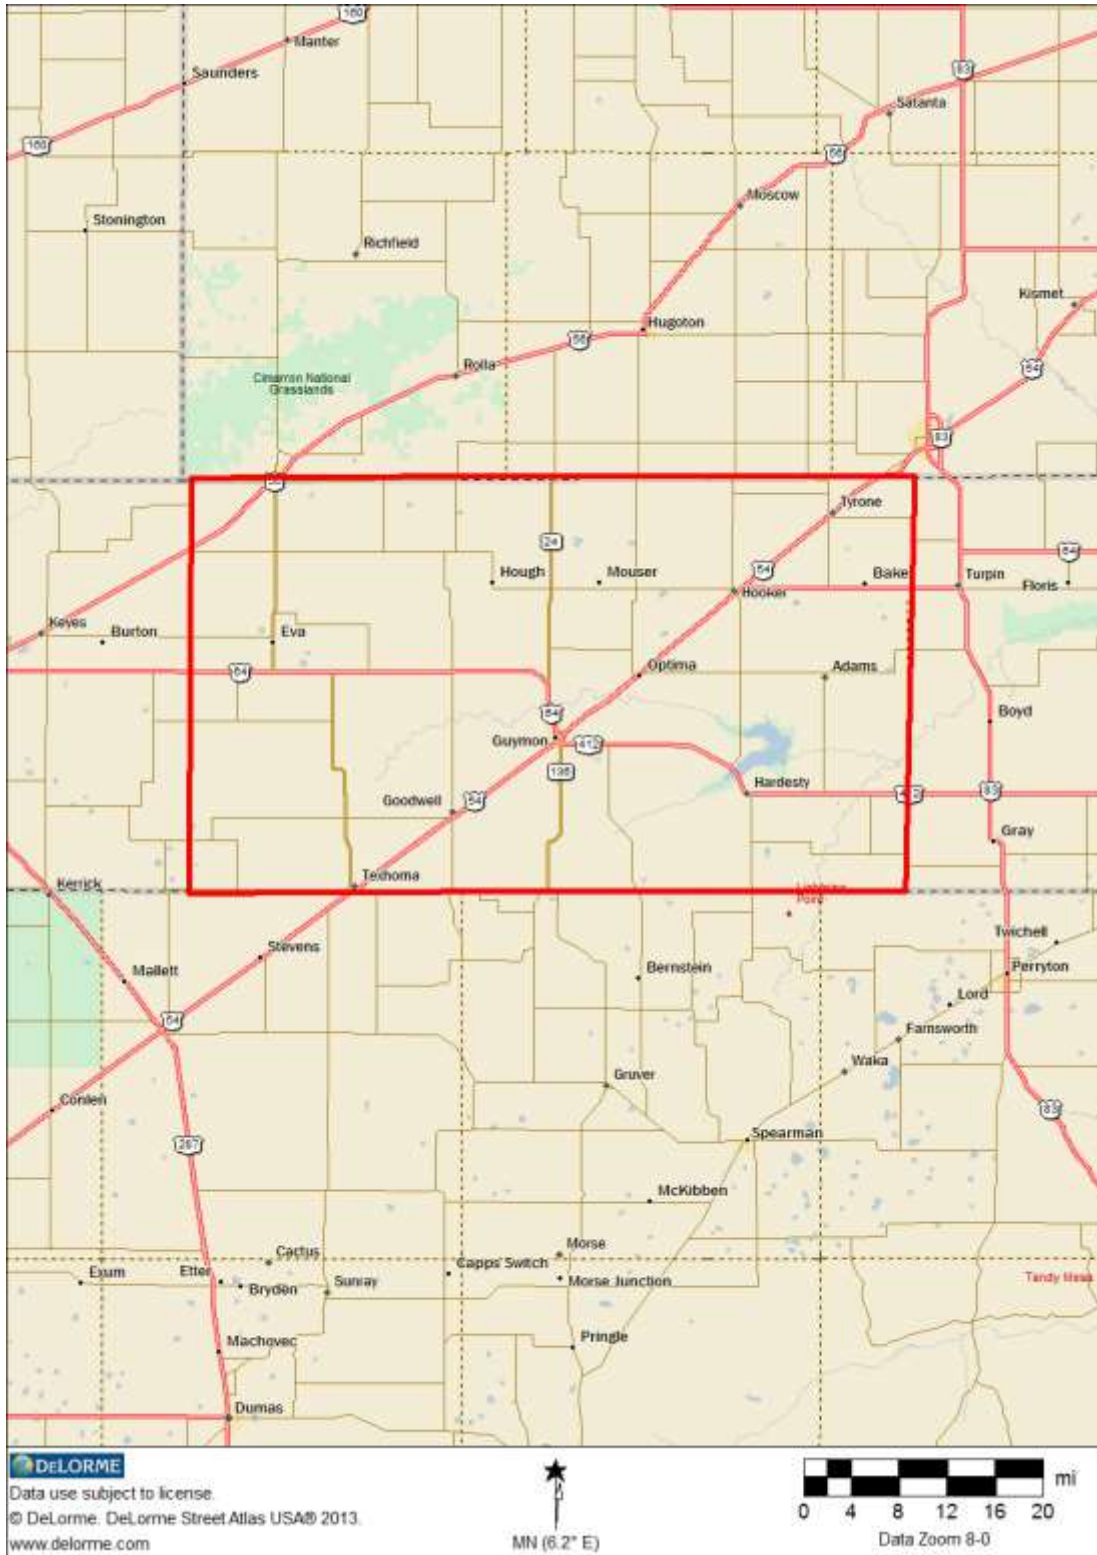 160
Manter
Saunders
83
Satanta
160
56
Moscow
Stonington
Richfield
Kismet
Hugoton
56
Rolla
54
Cimarron National
Grasslands
83
56
Tyrone
24
54
54
Hough
Mouser
Hooker
Bake
Turpin
Floris
Keyes
Burton
Eva
64
Optima
Adams
54
Boyd
Guymon
412
136
Goodwell
54
Hardesty
412
83
Gray
Texhoma
Kerrick
Point
Twichell
Stevens
Mallett
Bernstein
Perryton
Lord
54
Farnsworth
Waka
Gruver
Conlen
83
287
Spearman
McKibben
Cactus
Morse
Exum
Etter
Capps Switch
Bryden
Sunray
Morse Junction
Tandy Mesa
Machovec
Pringle
Dumas
DELORME
Data use subject to license.
© DeLorme. DeLorme Street Atlas USA® 2013.
www.delorme.com
MN (6.2° E)
mi
0 4 8 12 16 20
Data Zoom 8-0